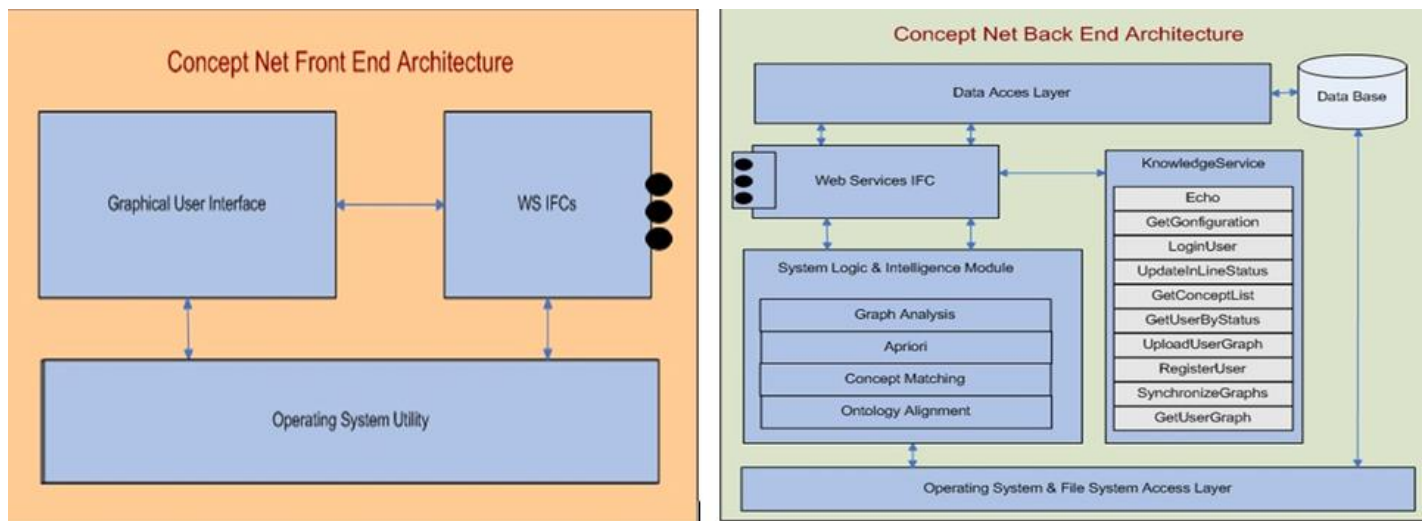 Concept Net Front End Architecture
Graphical User Interface
WS IFCs
Operating System Utility
Concept Net Back End Architecture
Data Acces Layer
Data Base
Web Services IFC
KnowledgeService
Echo
GetGonfiguration
LoginUser
UpdateInLineStatus
GetConceptList
GetUserByStatus
UploadUserGraph
RegisterUser
SynchronizeGraphs
GetUserGraph
System Logic & Intelligence Module
Graph Analysis
Apriori
Concept Matching
Ontology Alignment
Operating System & File System Access Layer